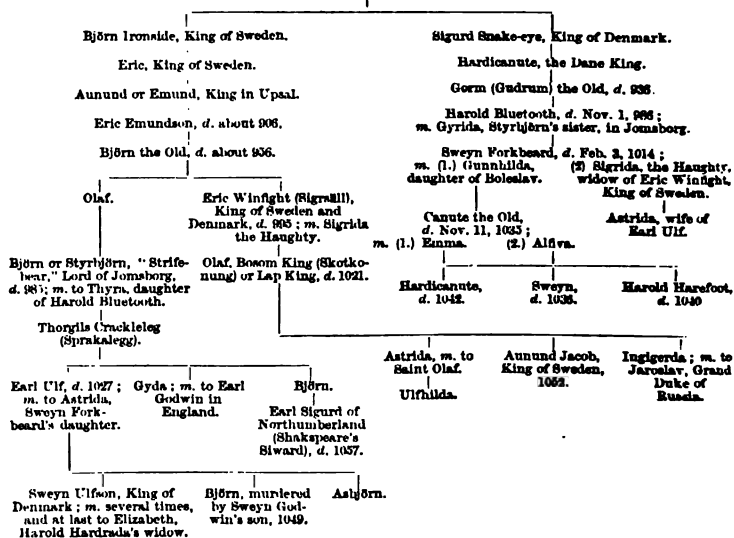 Björn Ironside, King of Sweden.
Eric, King of Sweden.
Aunund or Emund, King in Upsal.
Eric Emundson, d. about 906.
Björn the Old, d. about 956.
Sigurd Snake-eye, King of Denmark.
Hardicanute, the Dane King.
Gorm (Gudrum) the Old, d. 936.
Harold Bluetooth, d. Nov. 1, 986;
m. Gyrida, Styrbjörn's sister, in Jomsborg.
Sweyn Forkbeard, d. Feb. 3, 1014;
m. (1.) Gunnhilda,
daughter of Boleslav.
(2) Sigrida, the Haughty,
widow of Eric Winfight,
King of Sweden.
Olaf.
Eric Winfight (Sigrsäll),
King of Sweden and
Denmark, d. 995; m. Sigrida
the Haughty.
Canute the Old,
d. Nov. 11, 1035;
m. (1.) Emma. (2.) Alfiva.
Astrida, wife of
Earl Ulf.
Björn or Styrbjörn, "Strife-
bear," Lord of Jomsborg,
d. 985; m. to Thyra, daughter
of Harold Bluetooth.
Olaf, Bosom King (Skotko-
nung) or Lap King, d. 1021.
Hardicanute,
d. 1042.
Sweyn,
d. 1036.
Harold Harefoot,
d. 1040
Thorgils Crackleleg
(Sprakalegg).
Astrida, m. to
Saint Olaf.
Ulfhilda.
Aunund Jacob,
King of Sweden,
1052.
Ingigerda; m. to
Jaroslav, Grand
Duke of
Russia.
Earl Ulf, d. 1027;
m. to Astrida,
Sweyn Fork-
beard's daughter.
Gyda; m. to Earl
Godwin in
England.
Björn.
Earl Sigurd of
Northumberland
(Shakspeare's
Siward), d. 1057.
Sweyn Ulfson, King of
Denmark; m. several times,
and at last to Elizabeth,
Harold Hardrada's widow.
Björn, murdered
by Sweyn God-
win's son, 1049.
Asbjörn.